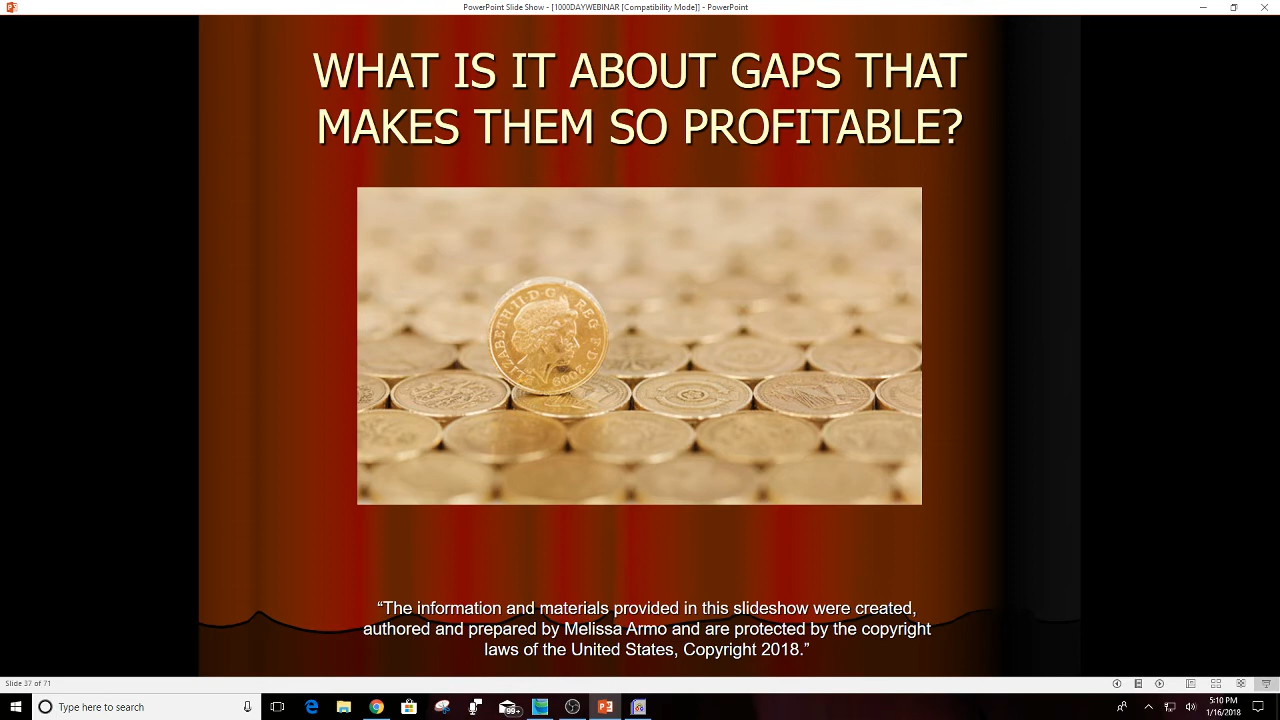 PowerPoint Slide Show - [1000DAYWEBINAR [Compatibility Mode]] - PowerPoint
WHAT IS IT ABOUT GAPS THAT
MAKES THEM SO PROFITABLE?
ELIZABETH·II·D·G REG·F·D
2009
“The information and materials provided in this slideshow were created,
authored and prepared by Melissa Armo and are protected by the copyright
laws of the United States, Copyright 2018.”
Slide 37 of 71
Type here to search
99+
5:10 PM
1/16/2018